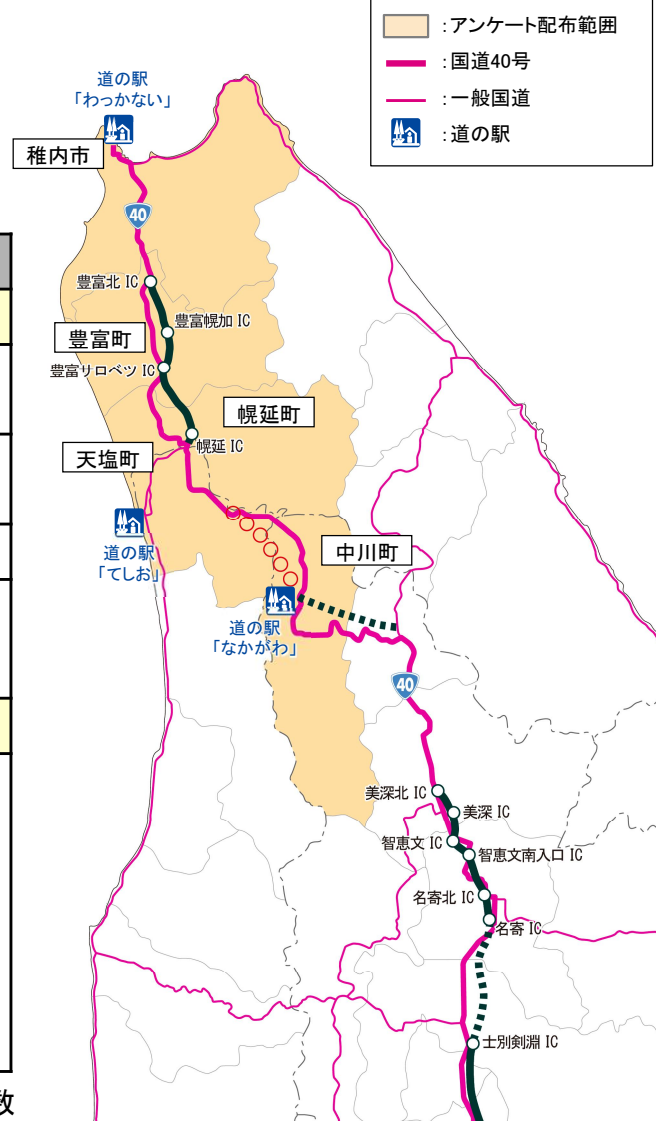 ：アンケート配布範囲
：国道40号
：一般国道
：道の駅
道の駅
「わっかない」
稚内市
40
豊富北 IC
豊富幌加 IC
豊富町
豊富サロベツ IC
幌延町
幌延 IC
天塩町
道の駅
「てしお」
中川町
道の駅
「なかがわ」
40
美深北 IC
美深 IC
智恵文 IC
智恵文南入口 IC
名寄北 IC
名寄 IC
士別剣淵 IC
数